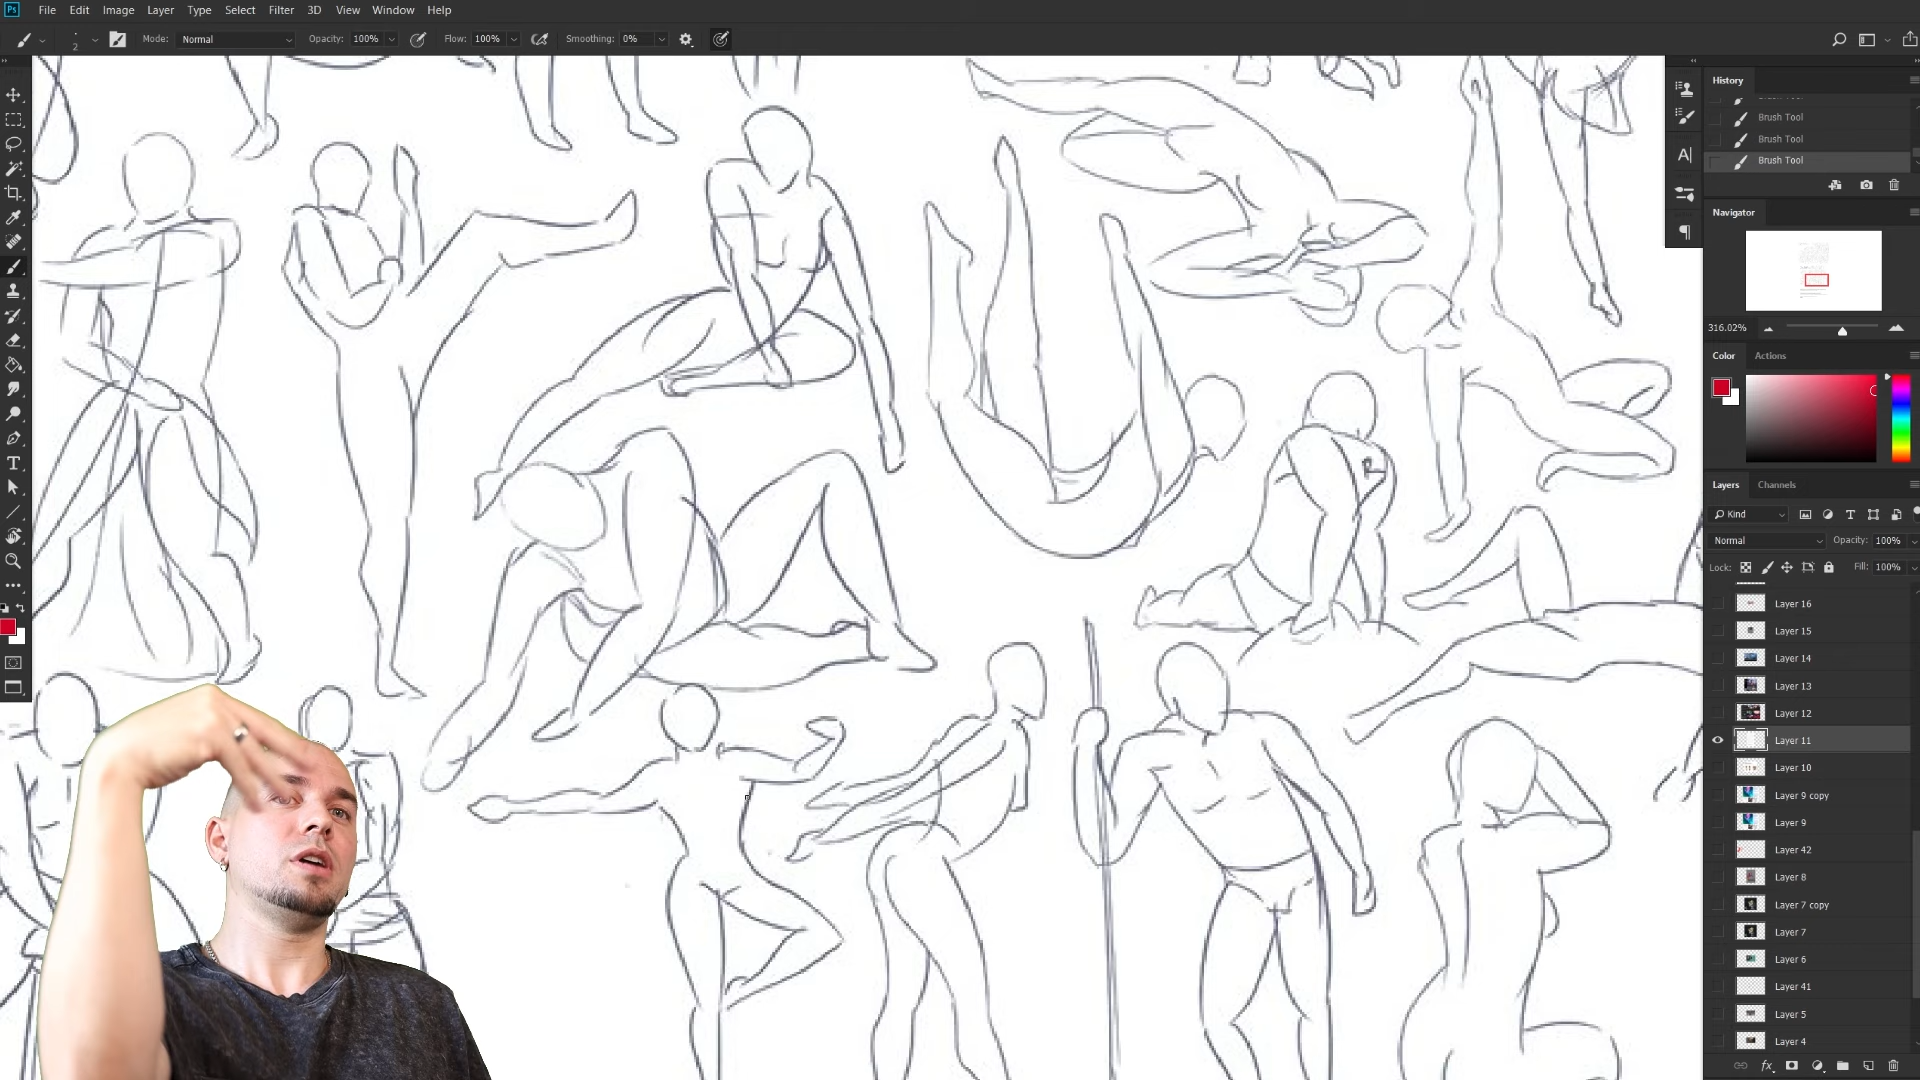 Ps File Edit Image Layer Type Select Filter 3D View Window Help
2 Mode: Normal Opacity: 100% Flow: 100% Smoothing: 0%
History
Brush Tool
Brush Tool
Brush Tool
Navigator
316.02%
Color Actions
Layers Channels
Kind
Normal Opacity: 100%
Lock: Fill: 100%
Layer 16
Layer 15
Layer 14
Layer 13
Layer 12
Layer 11
Layer 10
Layer 9 copy
Layer 9
Layer 42
Layer 8
Layer 7 copy
Layer 7
Layer 6
Layer 41
Layer 5
Layer 4